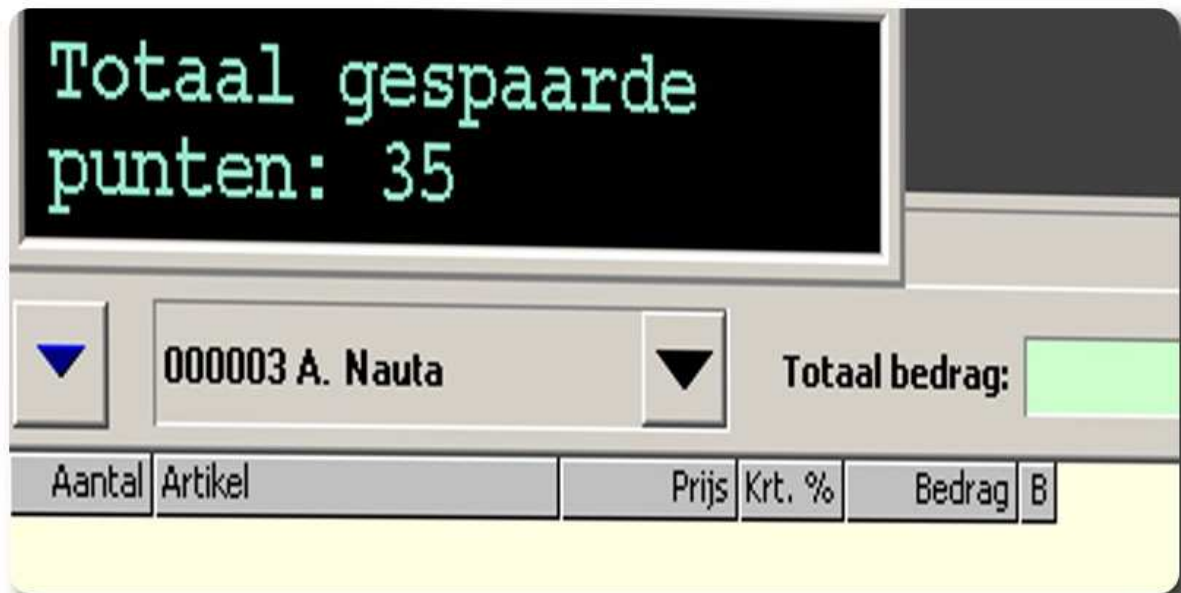 Totaal gespaarde
punten: 35
000003 A. Nauta
Totaal bedrag:
Aantal Artikel Prijs Krt. % Bedrag B